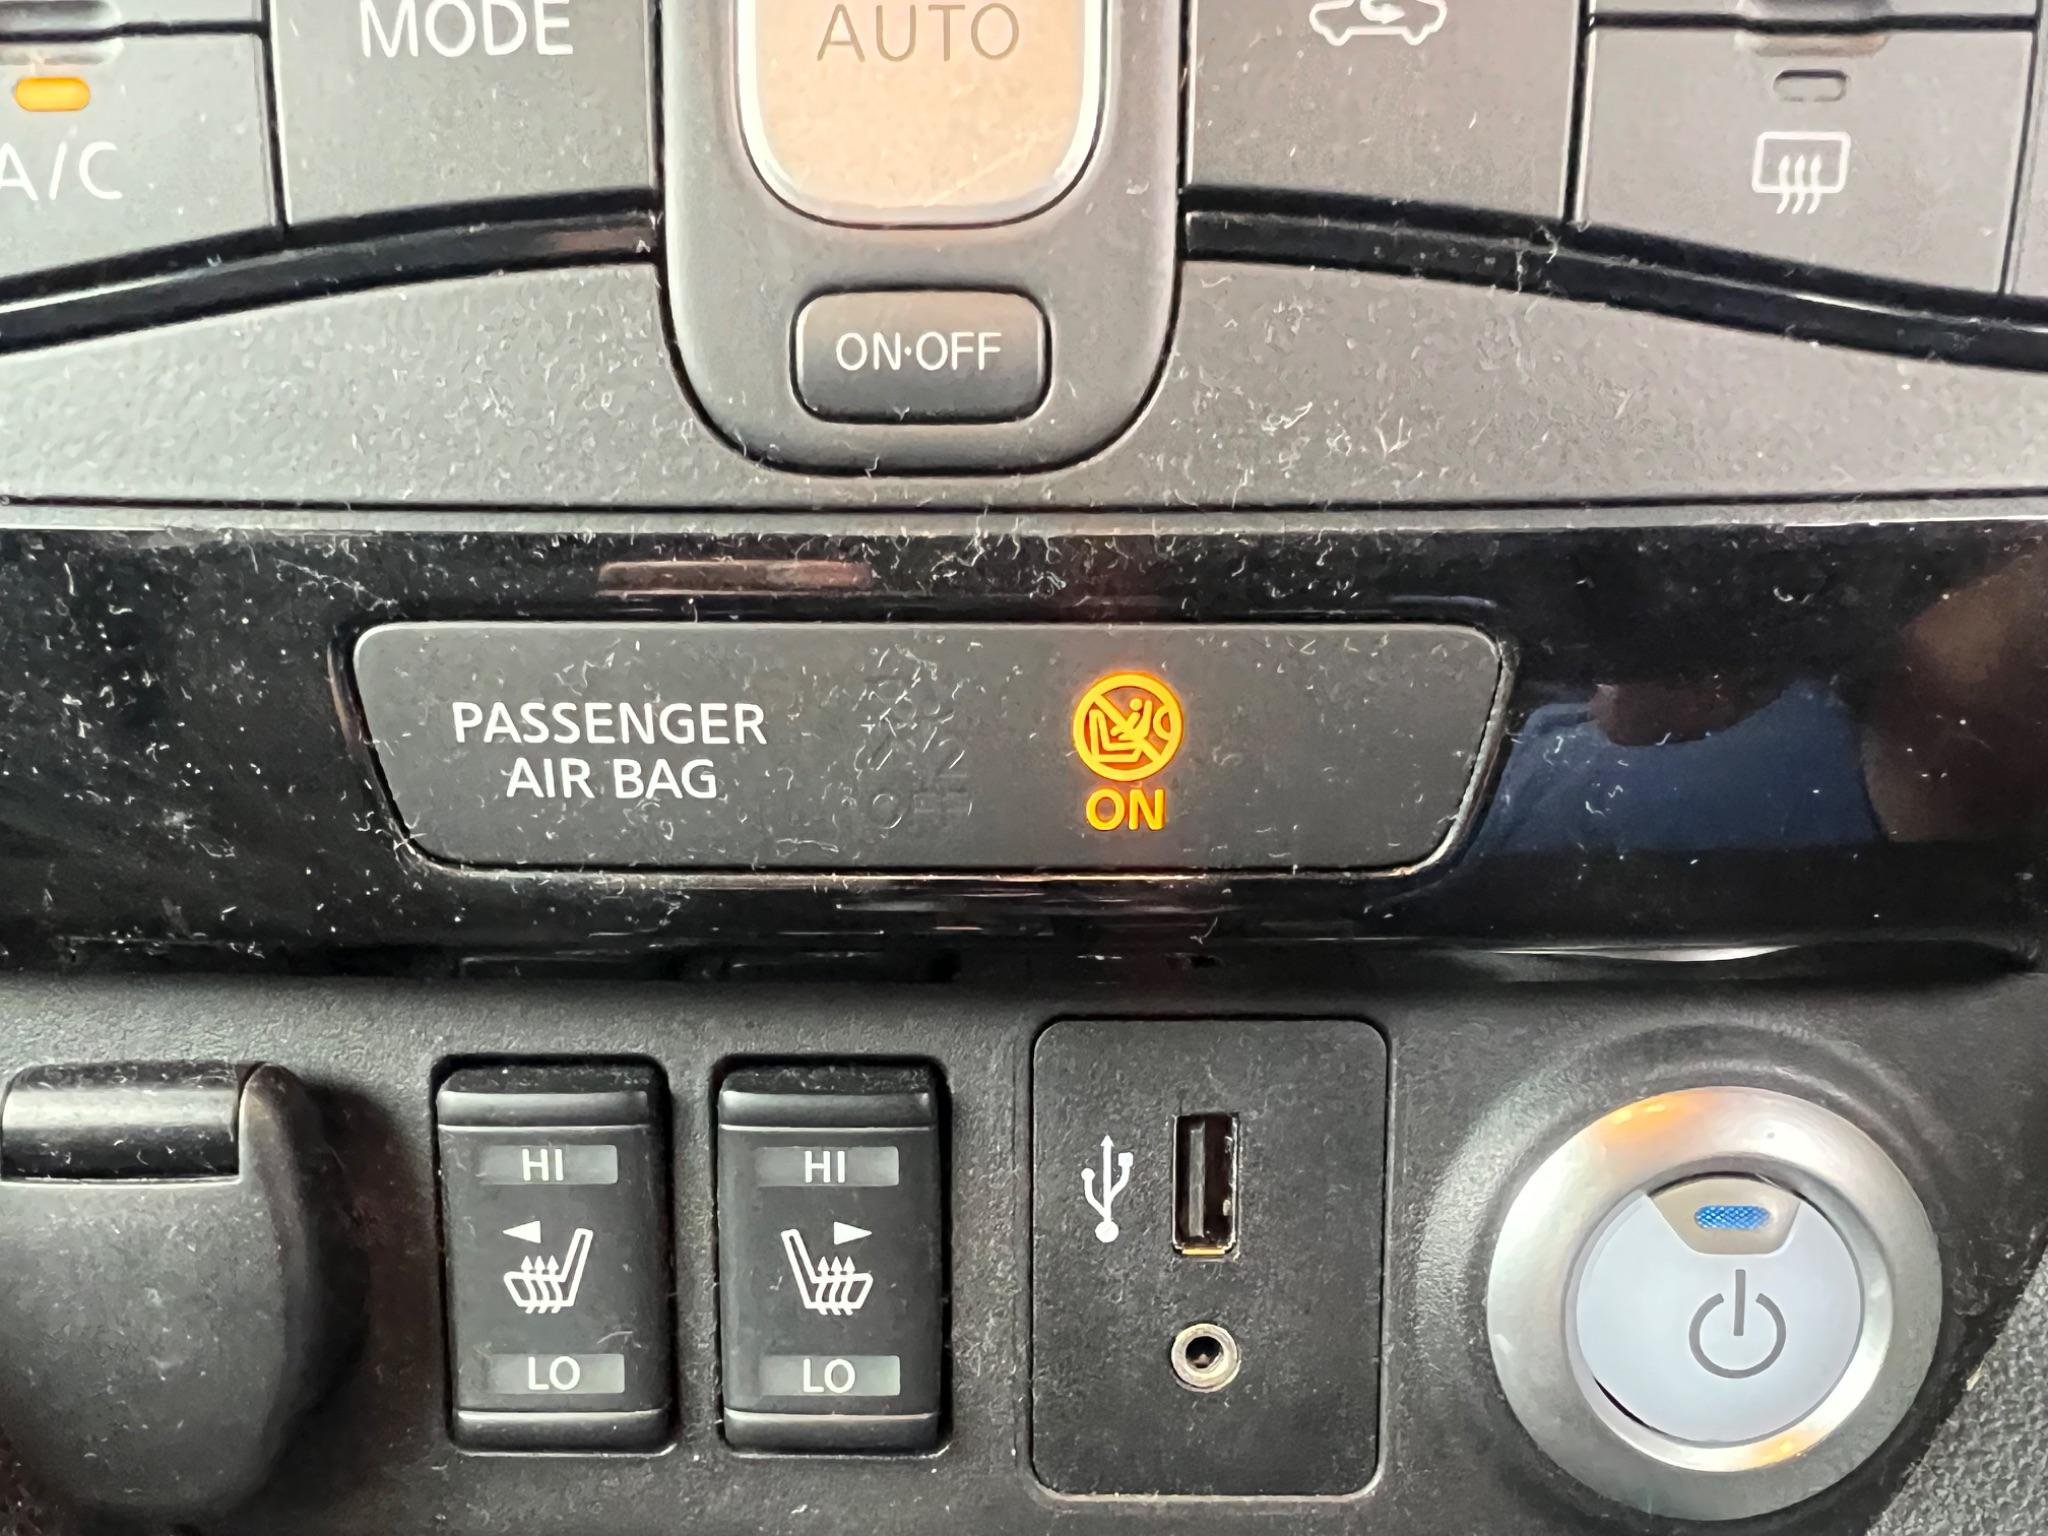 MODE
AUTO
A/C
ON·OFF
PASSENGER
AIR BAG
OFF
ON
HI
HI
LO
LO